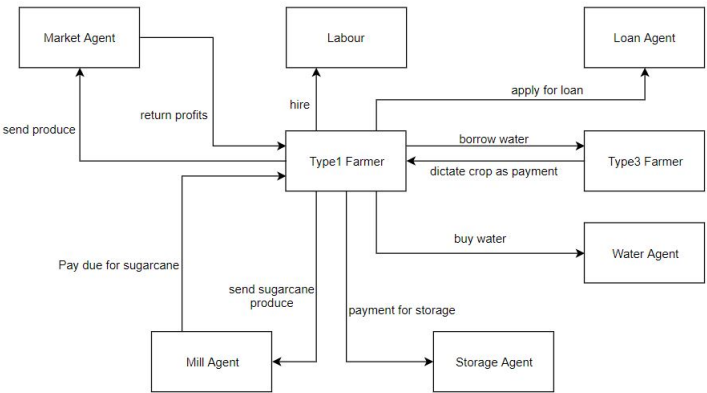 Market Agent
Labour
Loan Agent
apply for loan
hire
return profits
send produce
borrow water
Type1 Farmer
Type3 Farmer
dictate crop as payment
buy water
Water Agent
Pay due for sugarcane
send sugarcane
produce
payment for storage
Mill Agent
Storage Agent